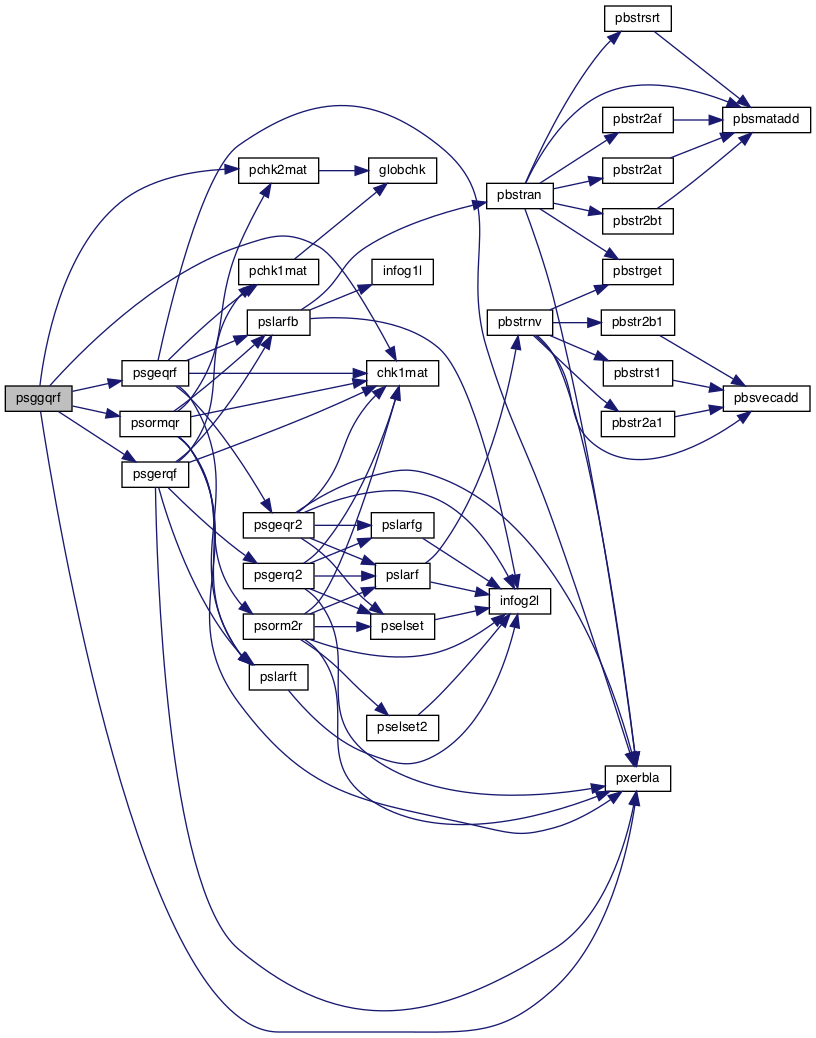 pbstrsrt
pbstr2af
pbsmatadd
pchk2mat
globchk
pbstr2at
pbstran
pbstr2bt
pchk1mat
infog1l
pbstrget
pslarfb
pbstrnv
pbstr2b1
psgeqrf
chk1mat
pbstrst1
psggqrf
pbsvecadd
psormqr
pbstr2a1
psgerqf
psgeqr2
pslarfg
psgerq2
pslarf
infog2l
psorm2r
pselset
pslarft
pselset2
pxerbla